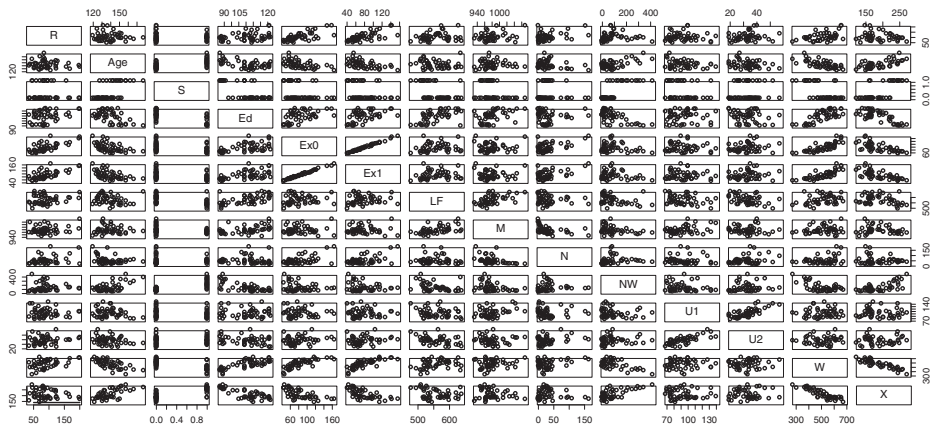 120 150
90 105 120
40 80 120
940 1000
0 200 400
20 40
150 250
R
50 150
120
Age
S
0.0 1.0
90
Ed
Ex0
60
40 160
Ex1
LF
500
940
M
N
0 150
0 400
NW
U1
70 140
20
U2
W
300
150
X
50 150
0.0 0.4 0.8
60 100 160
500 600
0 50 150
70 100 130
300 500 700